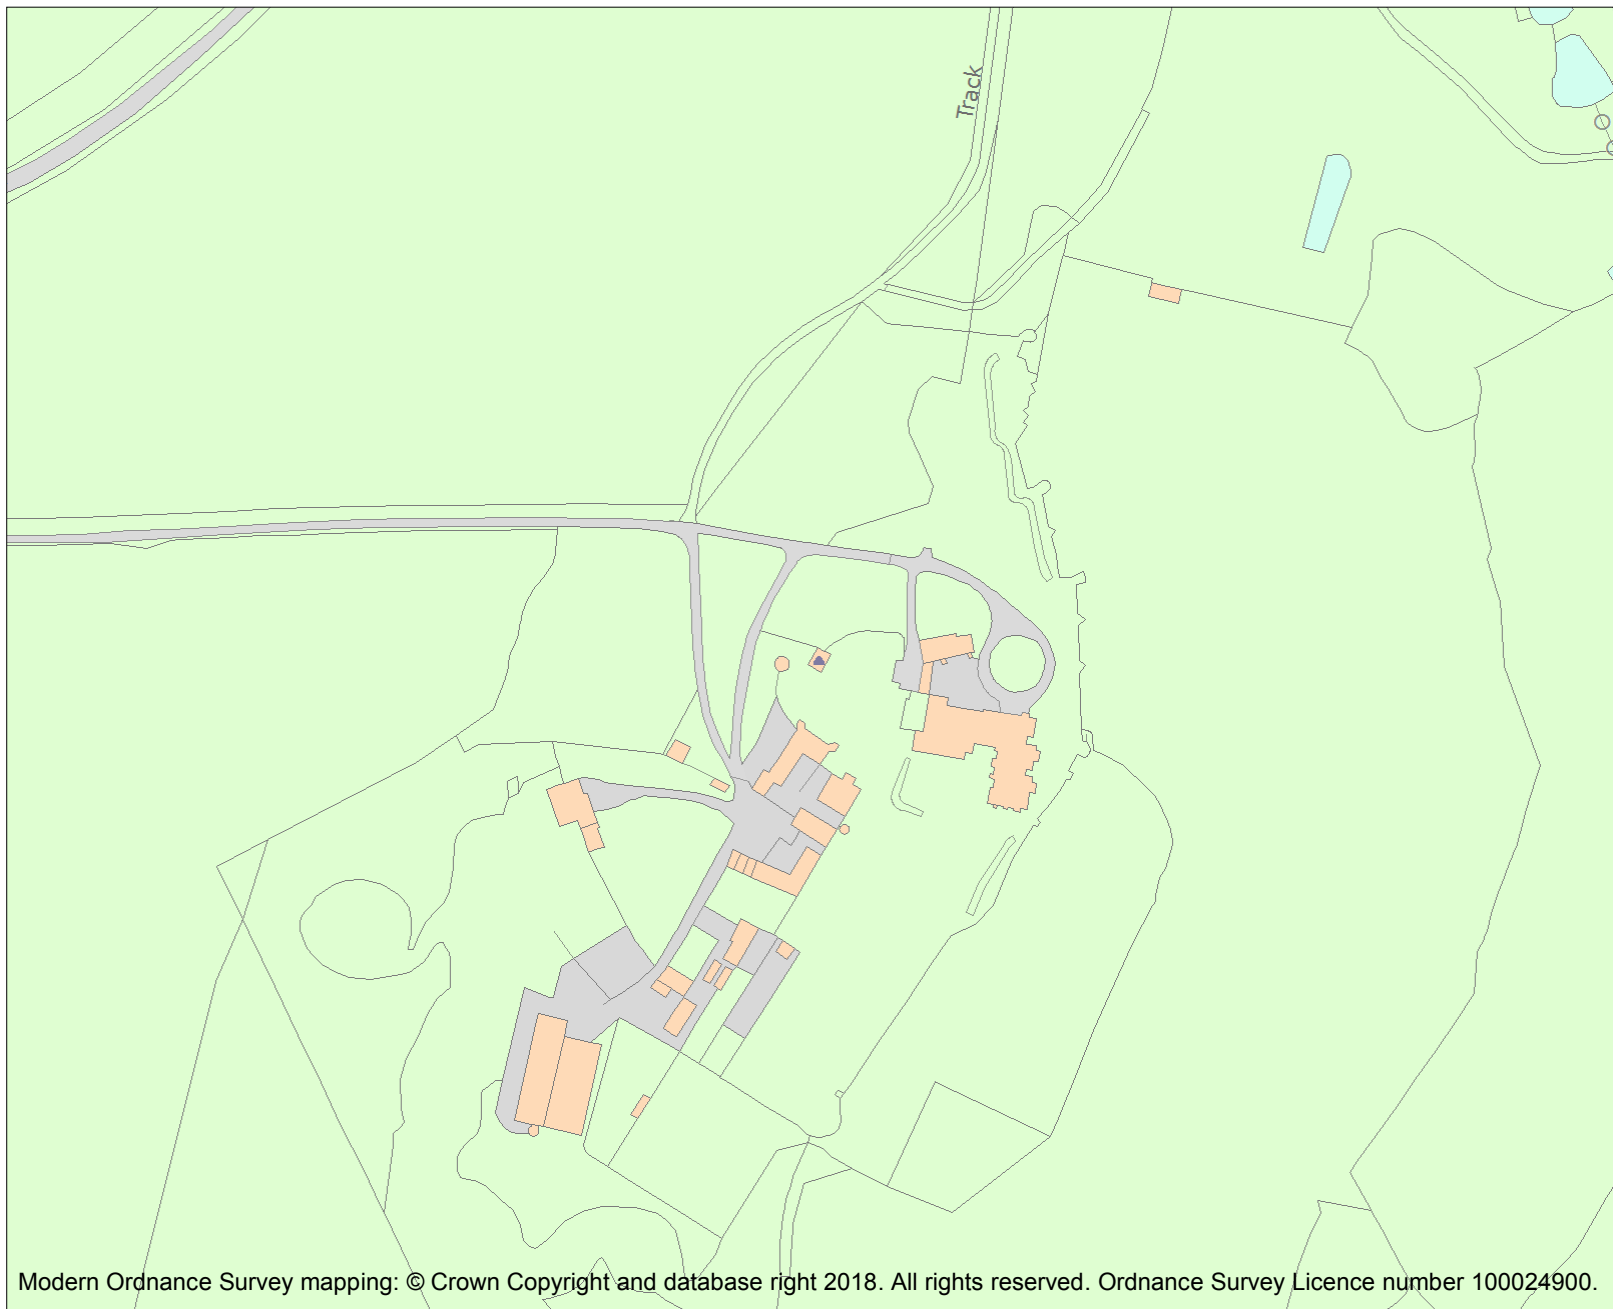 Track
Modern Ordnance Survey mapping: © Crown Copyright and database right 2018. All rights reserved. Ordnance Survey Licence number 100024900.